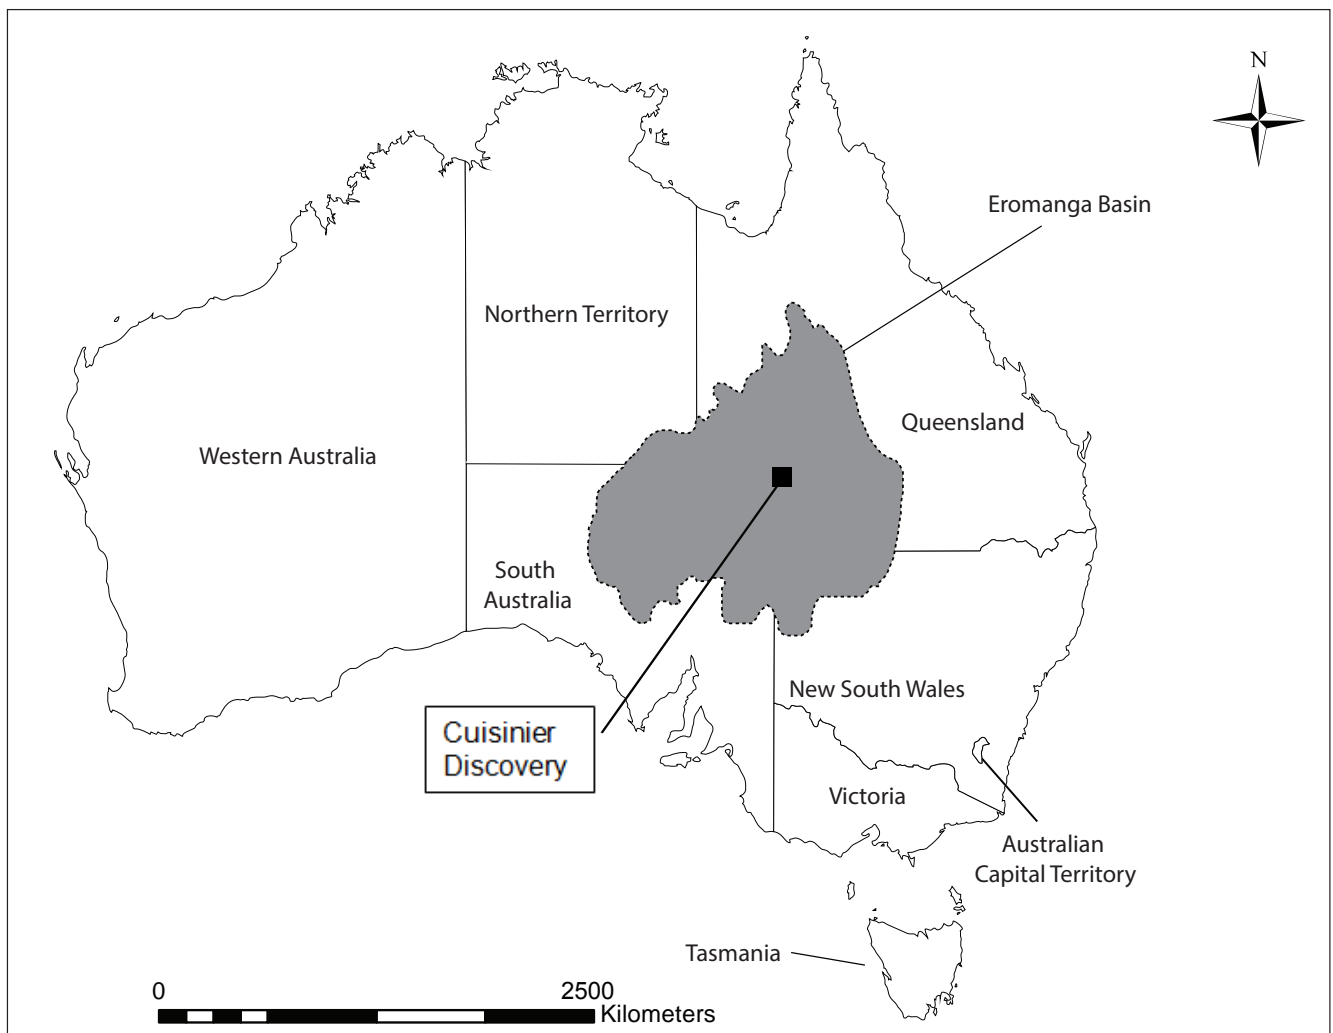 N
Eromanga Basin
Northern Territory
Queensland
Western Australia
South
Australia
New South Wales
Cuisinier
Discovery
Victoria
Australian
Capital Territory
Tasmania
0 2500
Kilometers